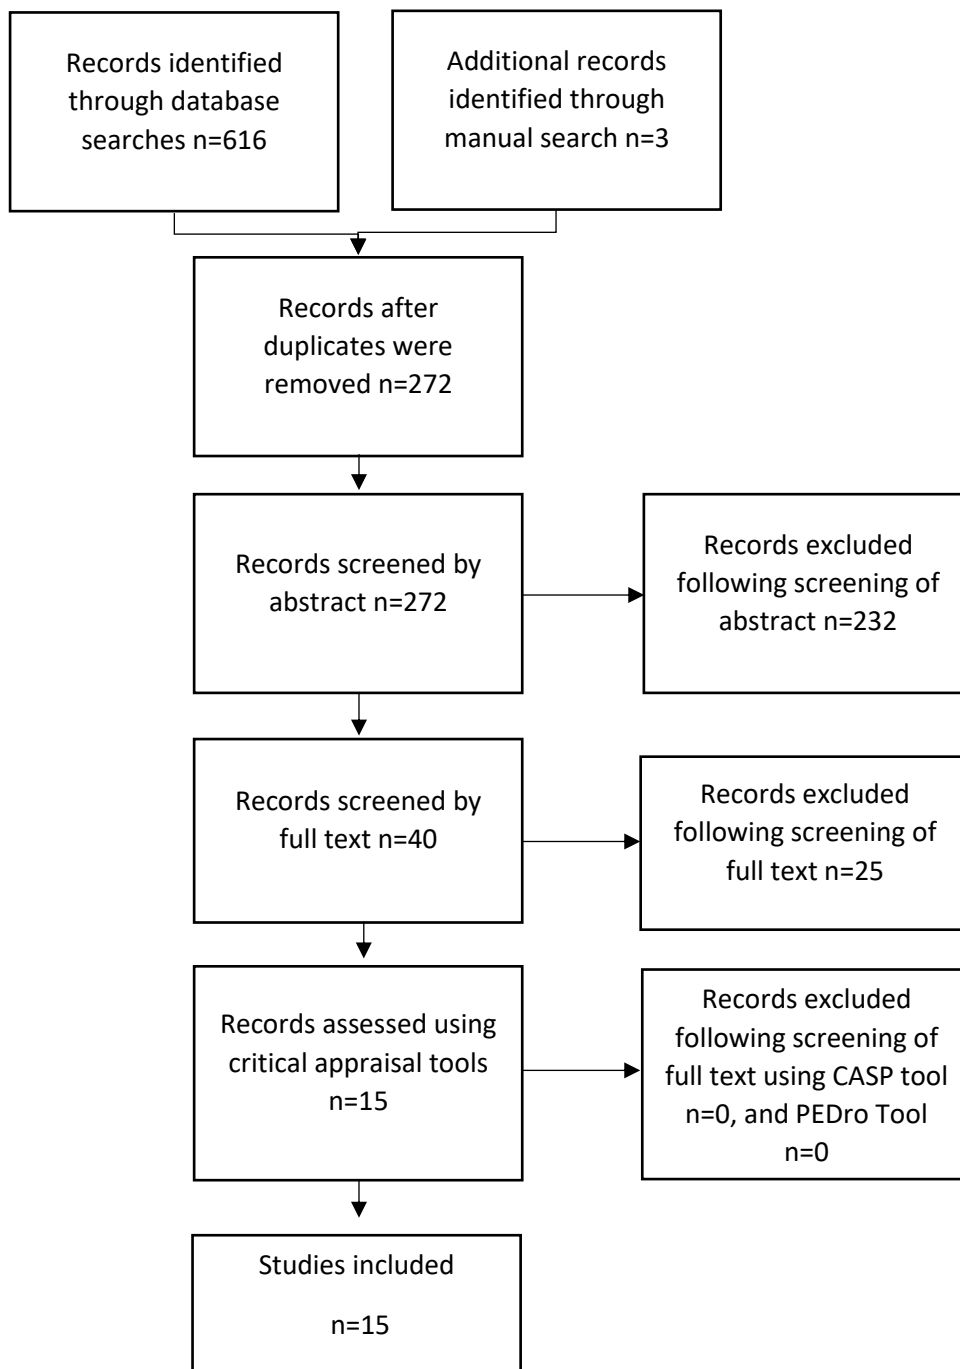 Records identified
through database
searches n=616
Additional records
identified through
manual search n=3
Records after
duplicates were
removed n=272
Records screened by
abstract n=272
Records excluded
following screening of
abstract n=232
Records screened by
full text n=40
Records excluded
following screening of
full text n=25
Records assessed using
critical appraisal tools
n=15
Records excluded
following screening of
full text using CASP tool
n=0, and PEDro Tool
n=0
Studies included
n=15